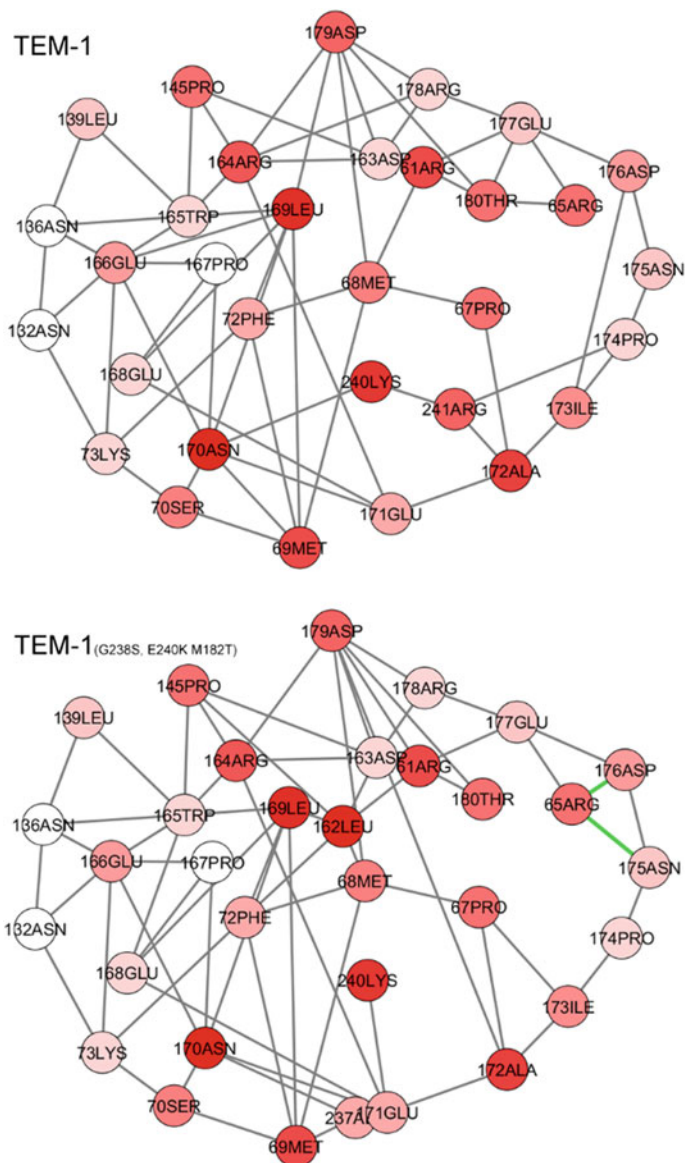 TEM-1
179ASP
145PRO
178ARG
139LEU
177GLU
164ARG
163ASP
61ARG
176ASP
169LEU
180THR
65ARG
165TRP
136ASN
166GLU
167PRO
175ASN
68MET
67PRO
132ASN
72PHE
174PRO
168GLU
240LYS
241ARG
173ILE
73LYS
170ASN
172ALA
70SER
171GLU
69MET
TEM-1(G238S, E240K M182T)
179ASP
145PRO
178ARG
139LEU
177GLU
164ARG
163ASP
61ARG
176ASP
180THR
65ARG
169LEU
162LEU
165TRP
136ASN
166GLU
167PRO
175ASN
68MET
67PRO
132ASN
72PHE
174PRO
168GLU
240LYS
173ILE
73LYS
170ASN
172ALA
70SER
171GLU
69MET